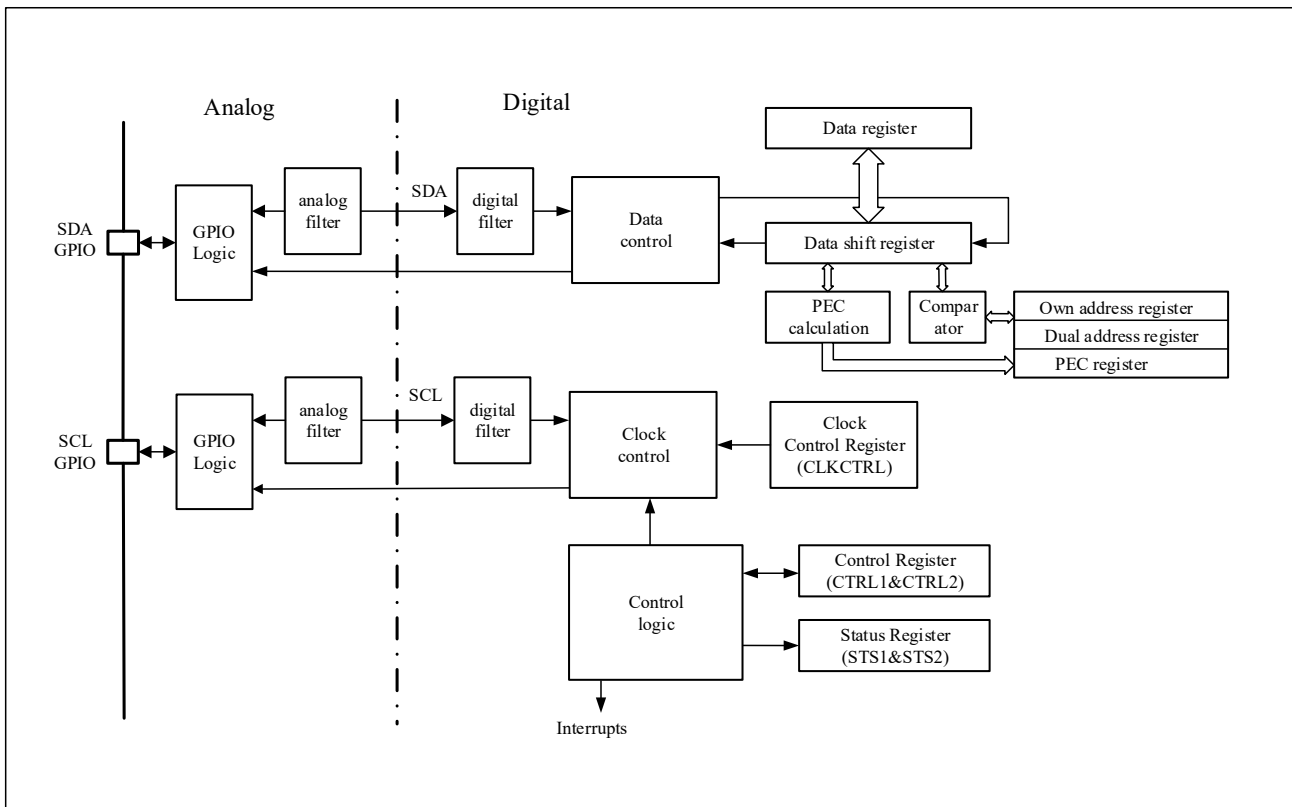 Analog
Digital
Data register
SDA
GPIO
GPIO
Logic
analog
filter
SDA
digital
filter
Data
control
Data shift register
PEC
calculation
Compar
ator
Own address register
Dual address register
PEC register
SCL
GPIO
GPIO
Logic
analog
filter
SCL
digital
filter
Clock
control
Clock
Control Register
(CLKCTRL)
Control
logic
Control Register
(CTRL1&CTRL2)
Status Register
(STS1&STS2)
Interrupts